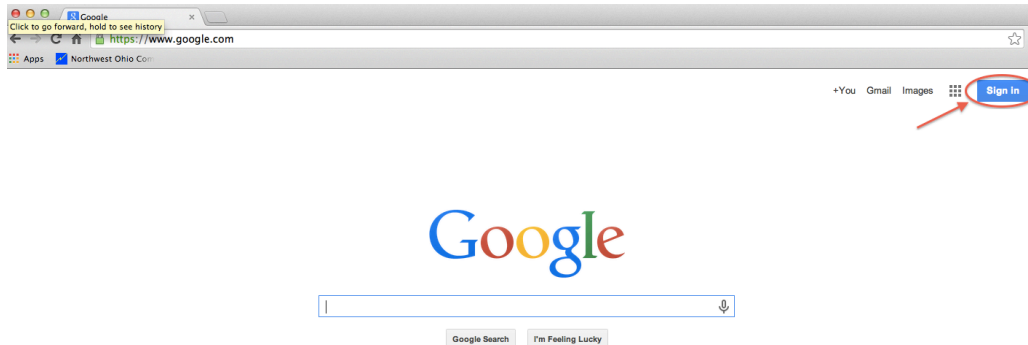 Google
Click to go forward, hold to see history
https://www.google.com
Apps Northwest Ohio
+You Gmail Images Sign in
Google
Google Search I'm Feeling Lucky